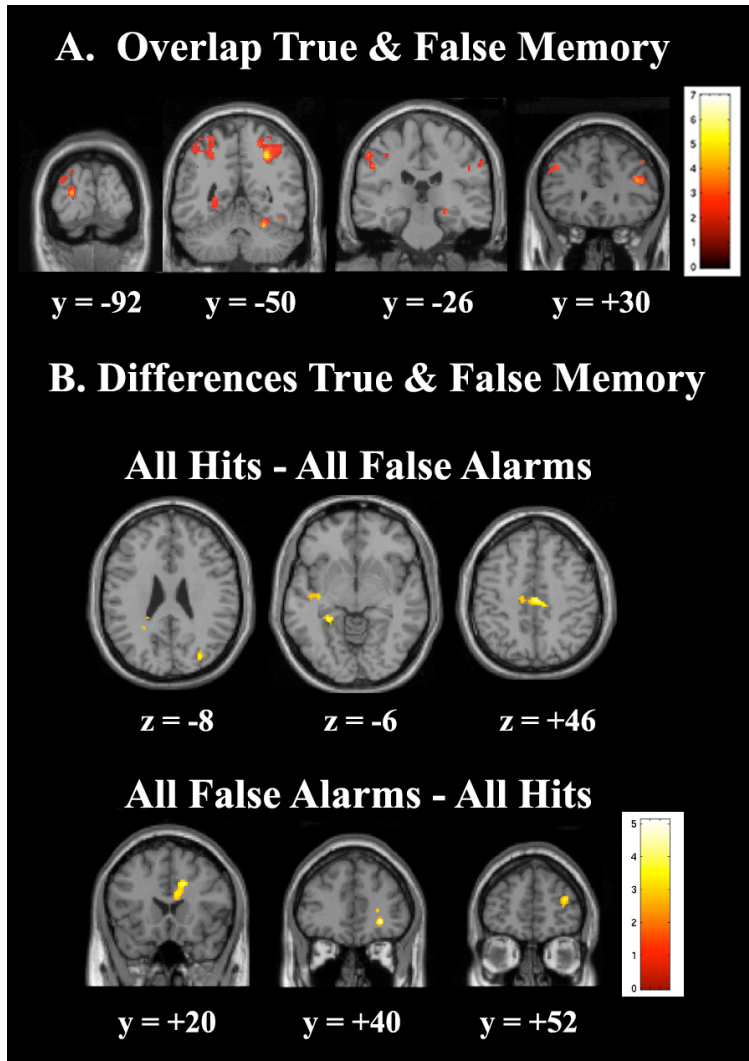 A. Overlap True & False Memory
7
6
5
4
3
2
1
0
y = -92 y = -50 y = -26 y = +30
B. Differences True & False Memory
All Hits - All False Alarms
z = -8 z = -6 z = +46
All False Alarms - All Hits
5
4
3
2
1
0
y = +20 y = +40 y = +52